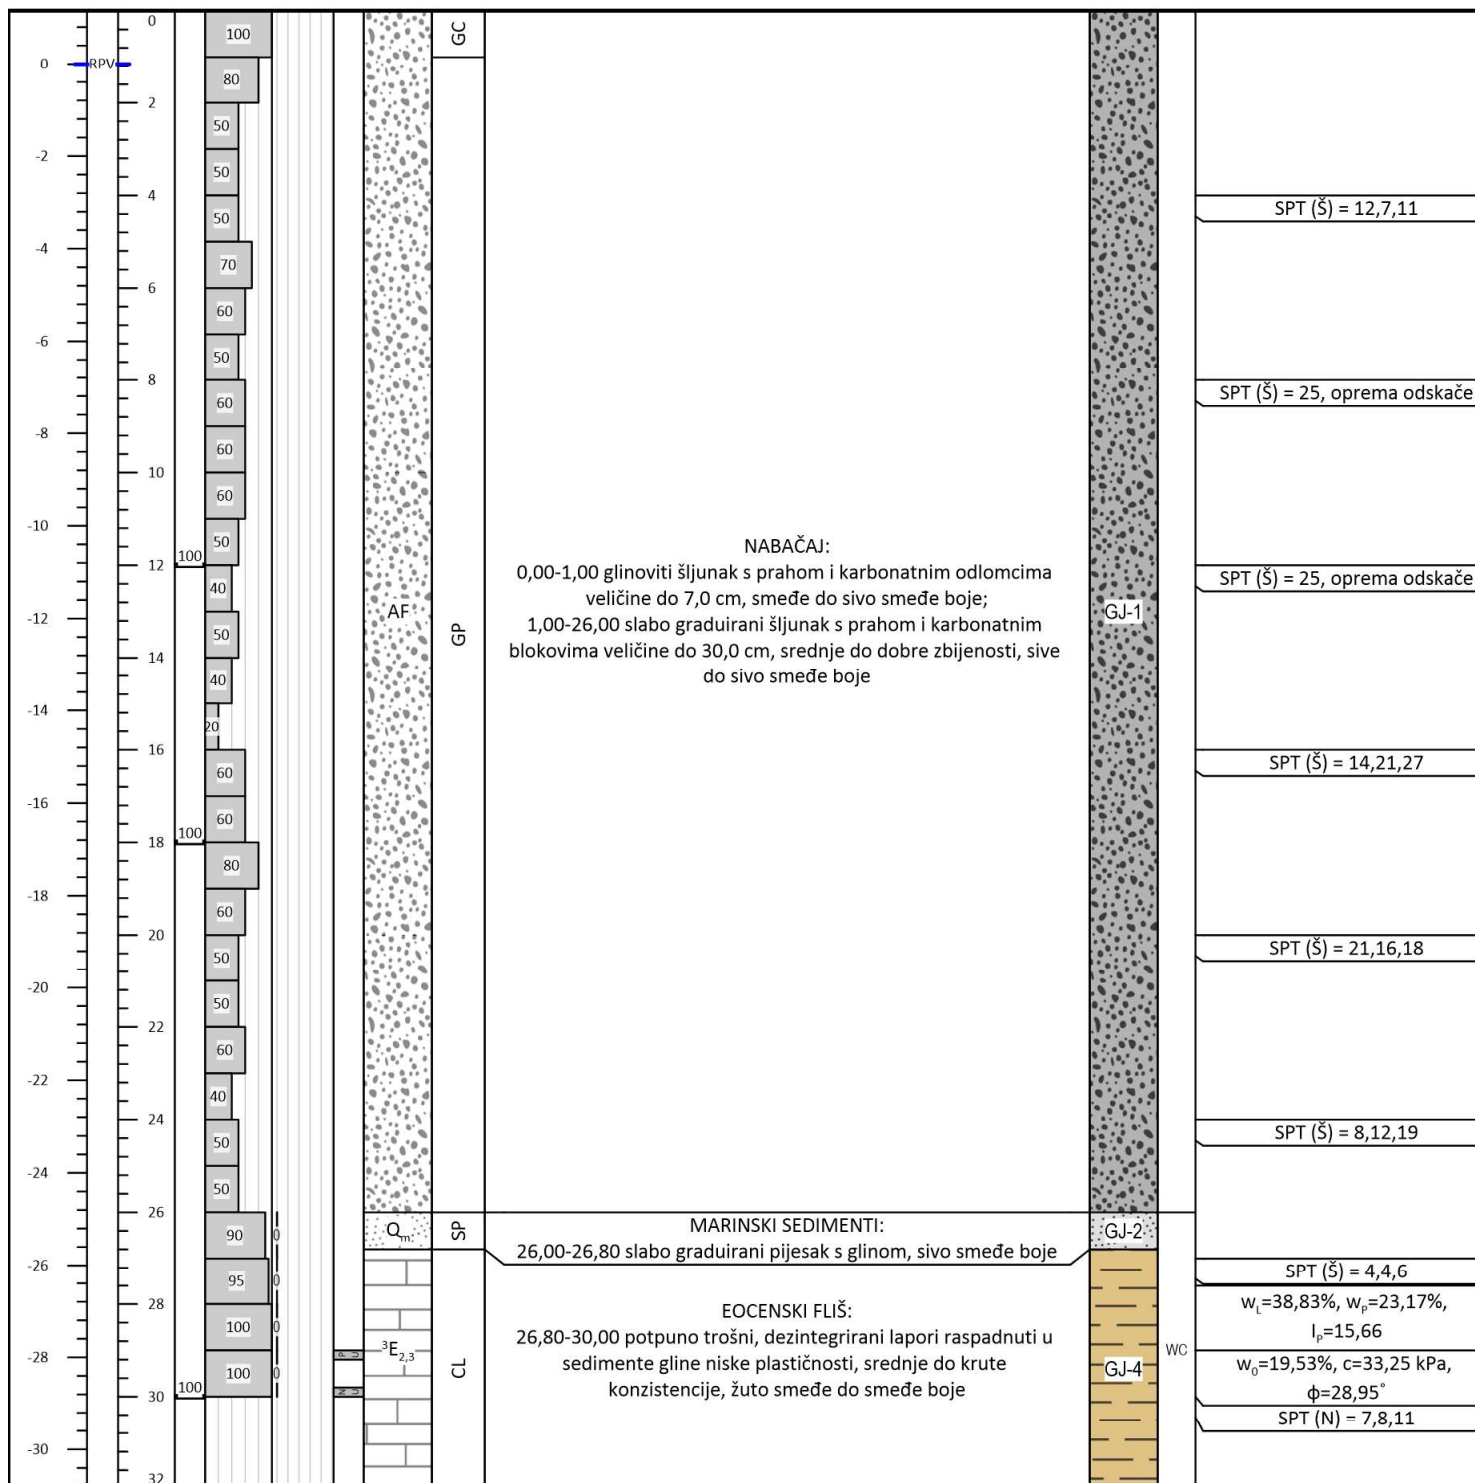 0
100
GC
0
RPV
80
2
50
-2
50
4
50
SPT (Š) = 12,7,11
-4
70
6
60
-6
50
8
60
SPT (Š) = 25, oprema odskače
-8
60
10
60
-10
50
100
12
SPT (Š) = 25, oprema odskače
40
-12
50
14
40
-14
20
16
60
SPT (Š) = 14,21,27
-16
60
100
18
80
-18
60
20
50
SPT (Š) = 21,16,18
-20
50
22
60
-22
40
24
50
SPT (Š) = 8,12,19
-24
50
26
AF
GP
NABAČAJ:
0,00-1,00 glinoviti šljunak s prahom i karbonatnim odlomcima
veličine do 7,0 cm, smeđe do sivo smeđe boje;
1,00-26,00 slabo graduirani šljunak s prahom i karbonatnim
blokovima veličine do 30,0 cm, srednje do dobre zbijenosti, sive
do sivo smeđe boje
GJ-1
90
0
Qm
SP
MARINSKI SEDIMENTI:
26,00-26,80 slabo graduirani pijesak s glinom, sivo smeđe boje
GJ-2
-26
95
0
SPT (Š) = 4,4,6
28
100
0
wL=38,83%, wP=23,17%,
IP=15,66
-28
P U
100
0
100
30
N U
³E2,3
CL
EOCENSKI FLIŠ:
26,80-30,00 potpuno trošni, dezintegrirani lapori raspadnuti u
sedimente gline niske plastičnosti, srednje do krute
konzistencije, žuto smeđe do smeđe boje
GJ-4
WC
w0=19,53%, c=33,25 kPa,
ϕ=28,95°
SPT (N) = 7,8,11
-30
32